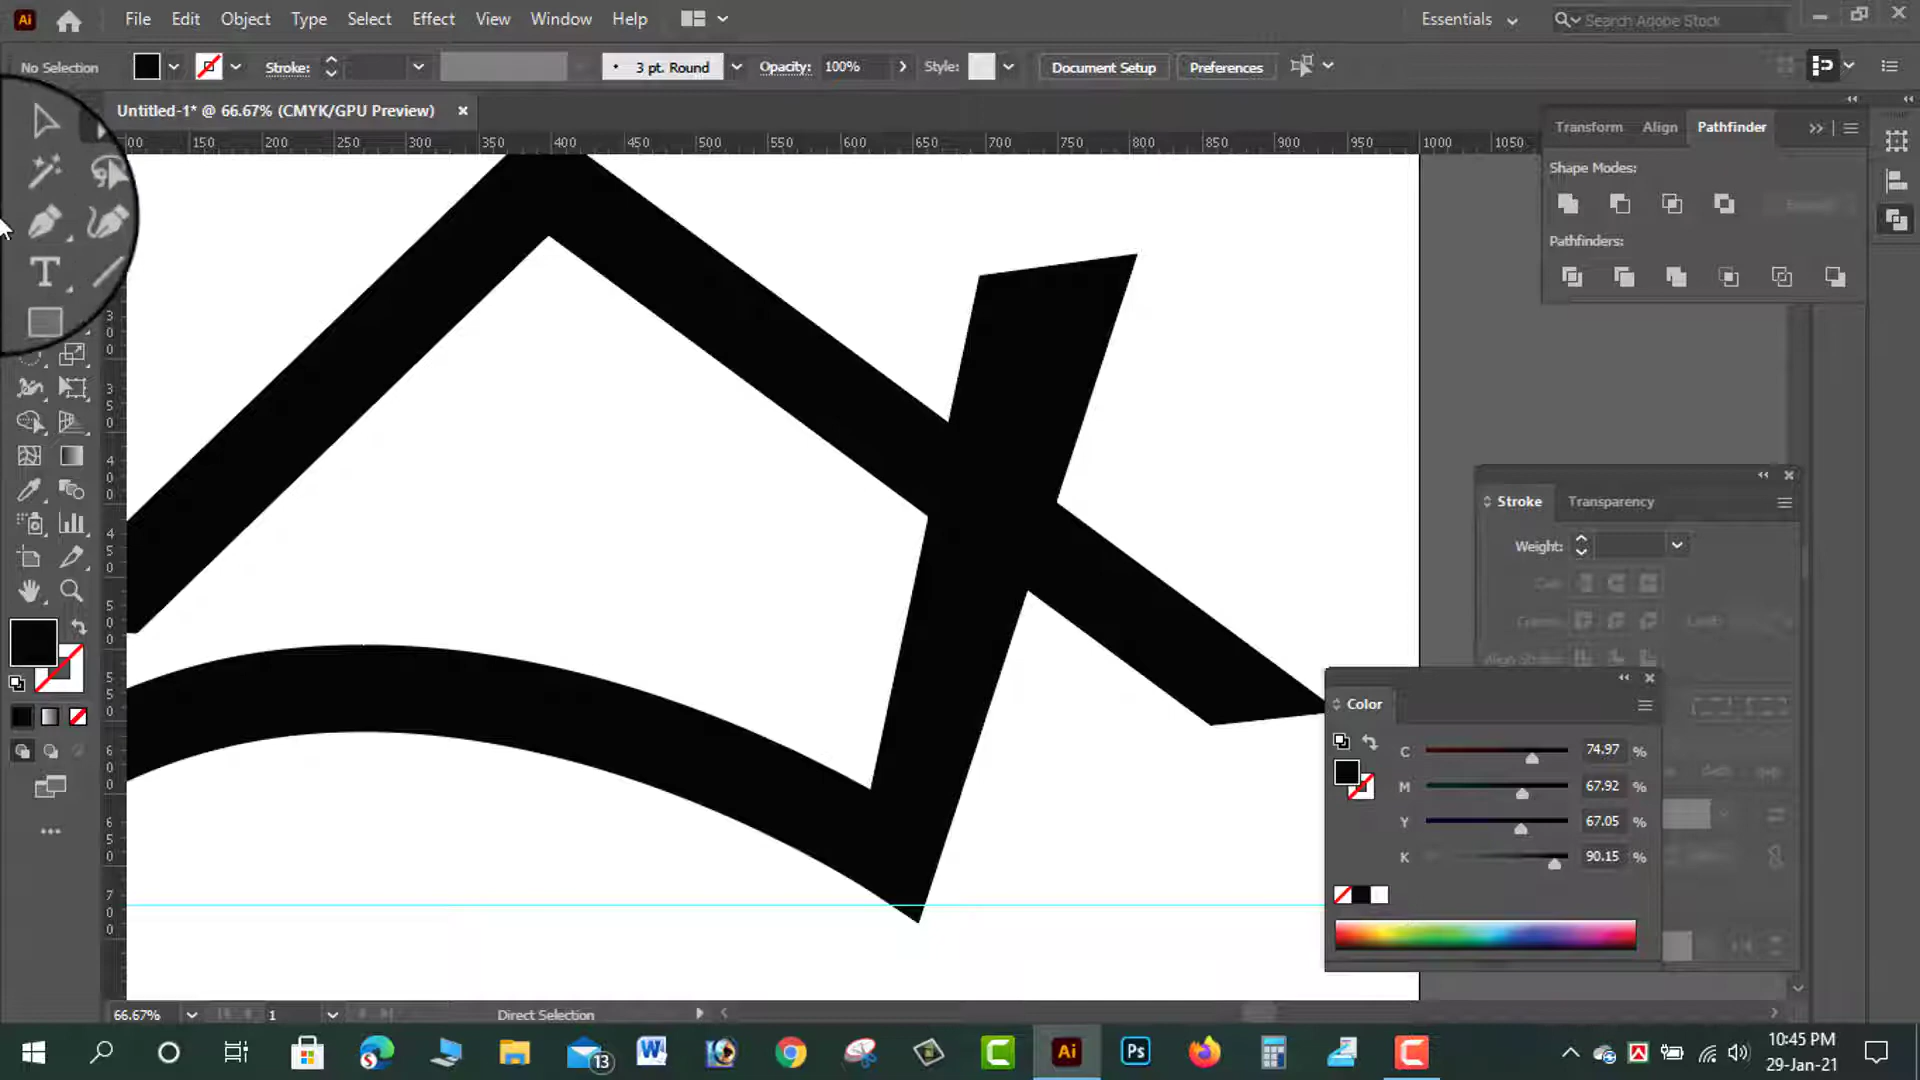 File Edit Object Type Select Effect View Window Help
Essentials
Search Adobe Stock
No Selection
Stroke:
3 pt. Round
Opacity: 100%
Style:
Document Setup
Preferences
Untitled-1* @ 66.67% (CMYK/GPU Preview)
00 150 200 250 300 350 400 450 500 550 600 650 700 750 800 850 900 950 1000 1050
Transform Align Pathfinder
Shape Modes:
Pathfinders:
Stroke Transparency
Weight:
Color
C 74.97 %
M 67.92 %
Y 67.05 %
K 90.15 %
66.67% 1 Direct Selection
13
Ai
Ps
10:45 PM
29-Jan-21